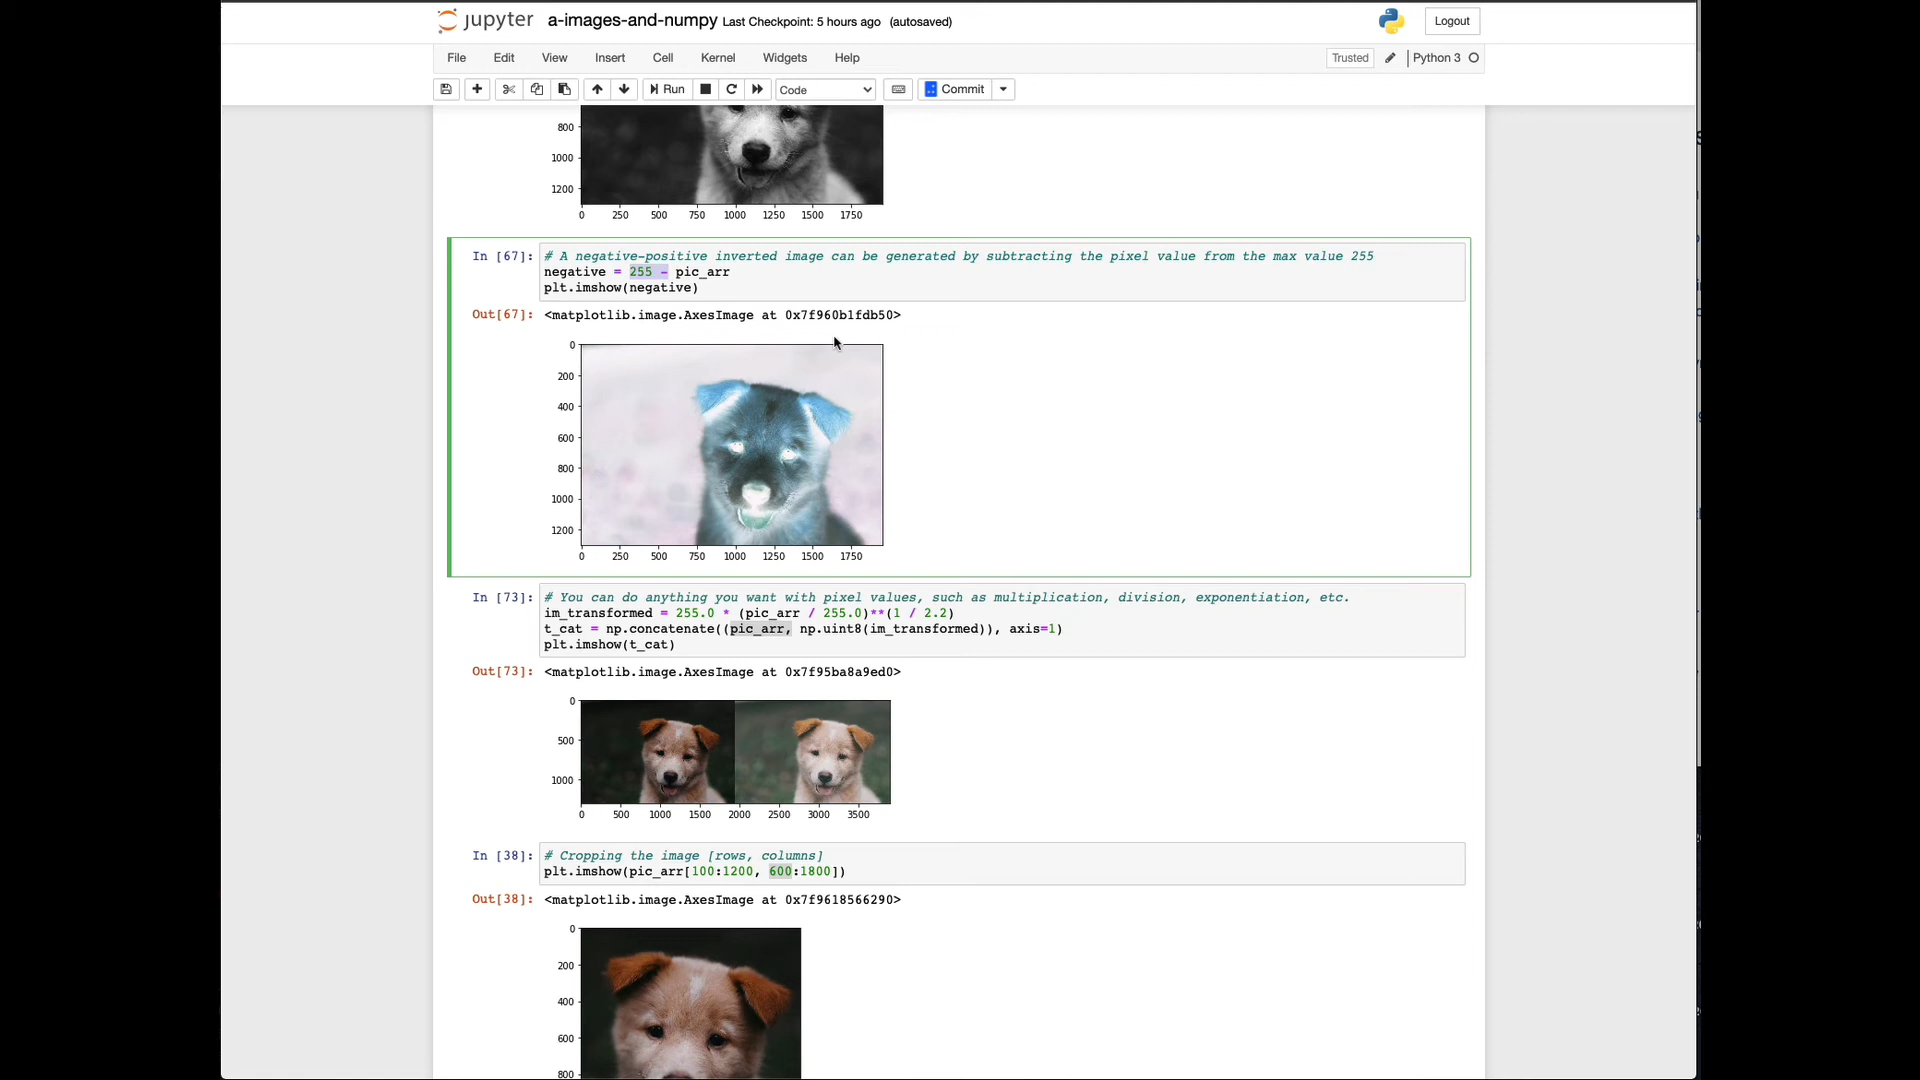 jupyter a-images-and-numpy Last Checkpoint: 5 hours ago (autosaved) Logout
File Edit View Insert Cell Kernel Widgets Help Trusted Python 3
Run Code Commit
800
1000
1200
0 250 500 750 1000 1250 1500 1750
In [67]: # A negative-positive inverted image can be generated by subtracting the pixel value from the max value 255
negative = 255 - pic_arr
plt.imshow(negative)
Out[67]: <matplotlib.image.AxesImage at 0x7f960b1fdb50>
0
200
400
600
800
1000
1200
0 250 500 750 1000 1250 1500 1750
In [73]: # You can do anything you want with pixel values, such as multiplication, division, exponentiation, etc.
im_transformed = 255.0 * (pic_arr / 255.0)**(1 / 2.2)
t_cat = np.concatenate((pic_arr, np.uint8(im_transformed)), axis=1)
plt.imshow(t_cat)
Out[73]: <matplotlib.image.AxesImage at 0x7f95ba8a9ed0>
0
500
1000
0 500 1000 1500 2000 2500 3000 3500
In [38]: # Cropping the image [rows, columns]
plt.imshow(pic_arr[100:1200, 600:1800])
Out[38]: <matplotlib.image.AxesImage at 0x7f9618566290>
0
200
400
600
800